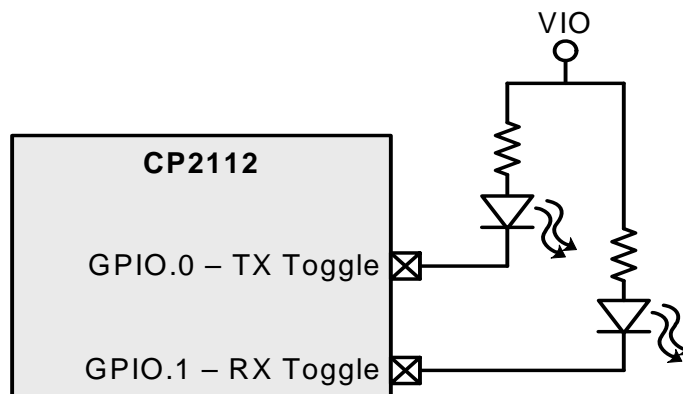 VIO
CP2112
GPIO.0 – TX Toggle
GPIO.1 – RX Toggle